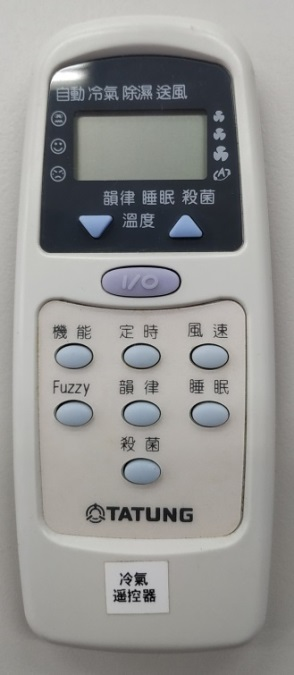 自動 冷氣 除濕 送風
韻律 睡眠 殺菌
溫度
I/O
機能 定時 風速
Fuzzy 韻律 睡眠
殺菌
TATUNG
冷氣
遙控器